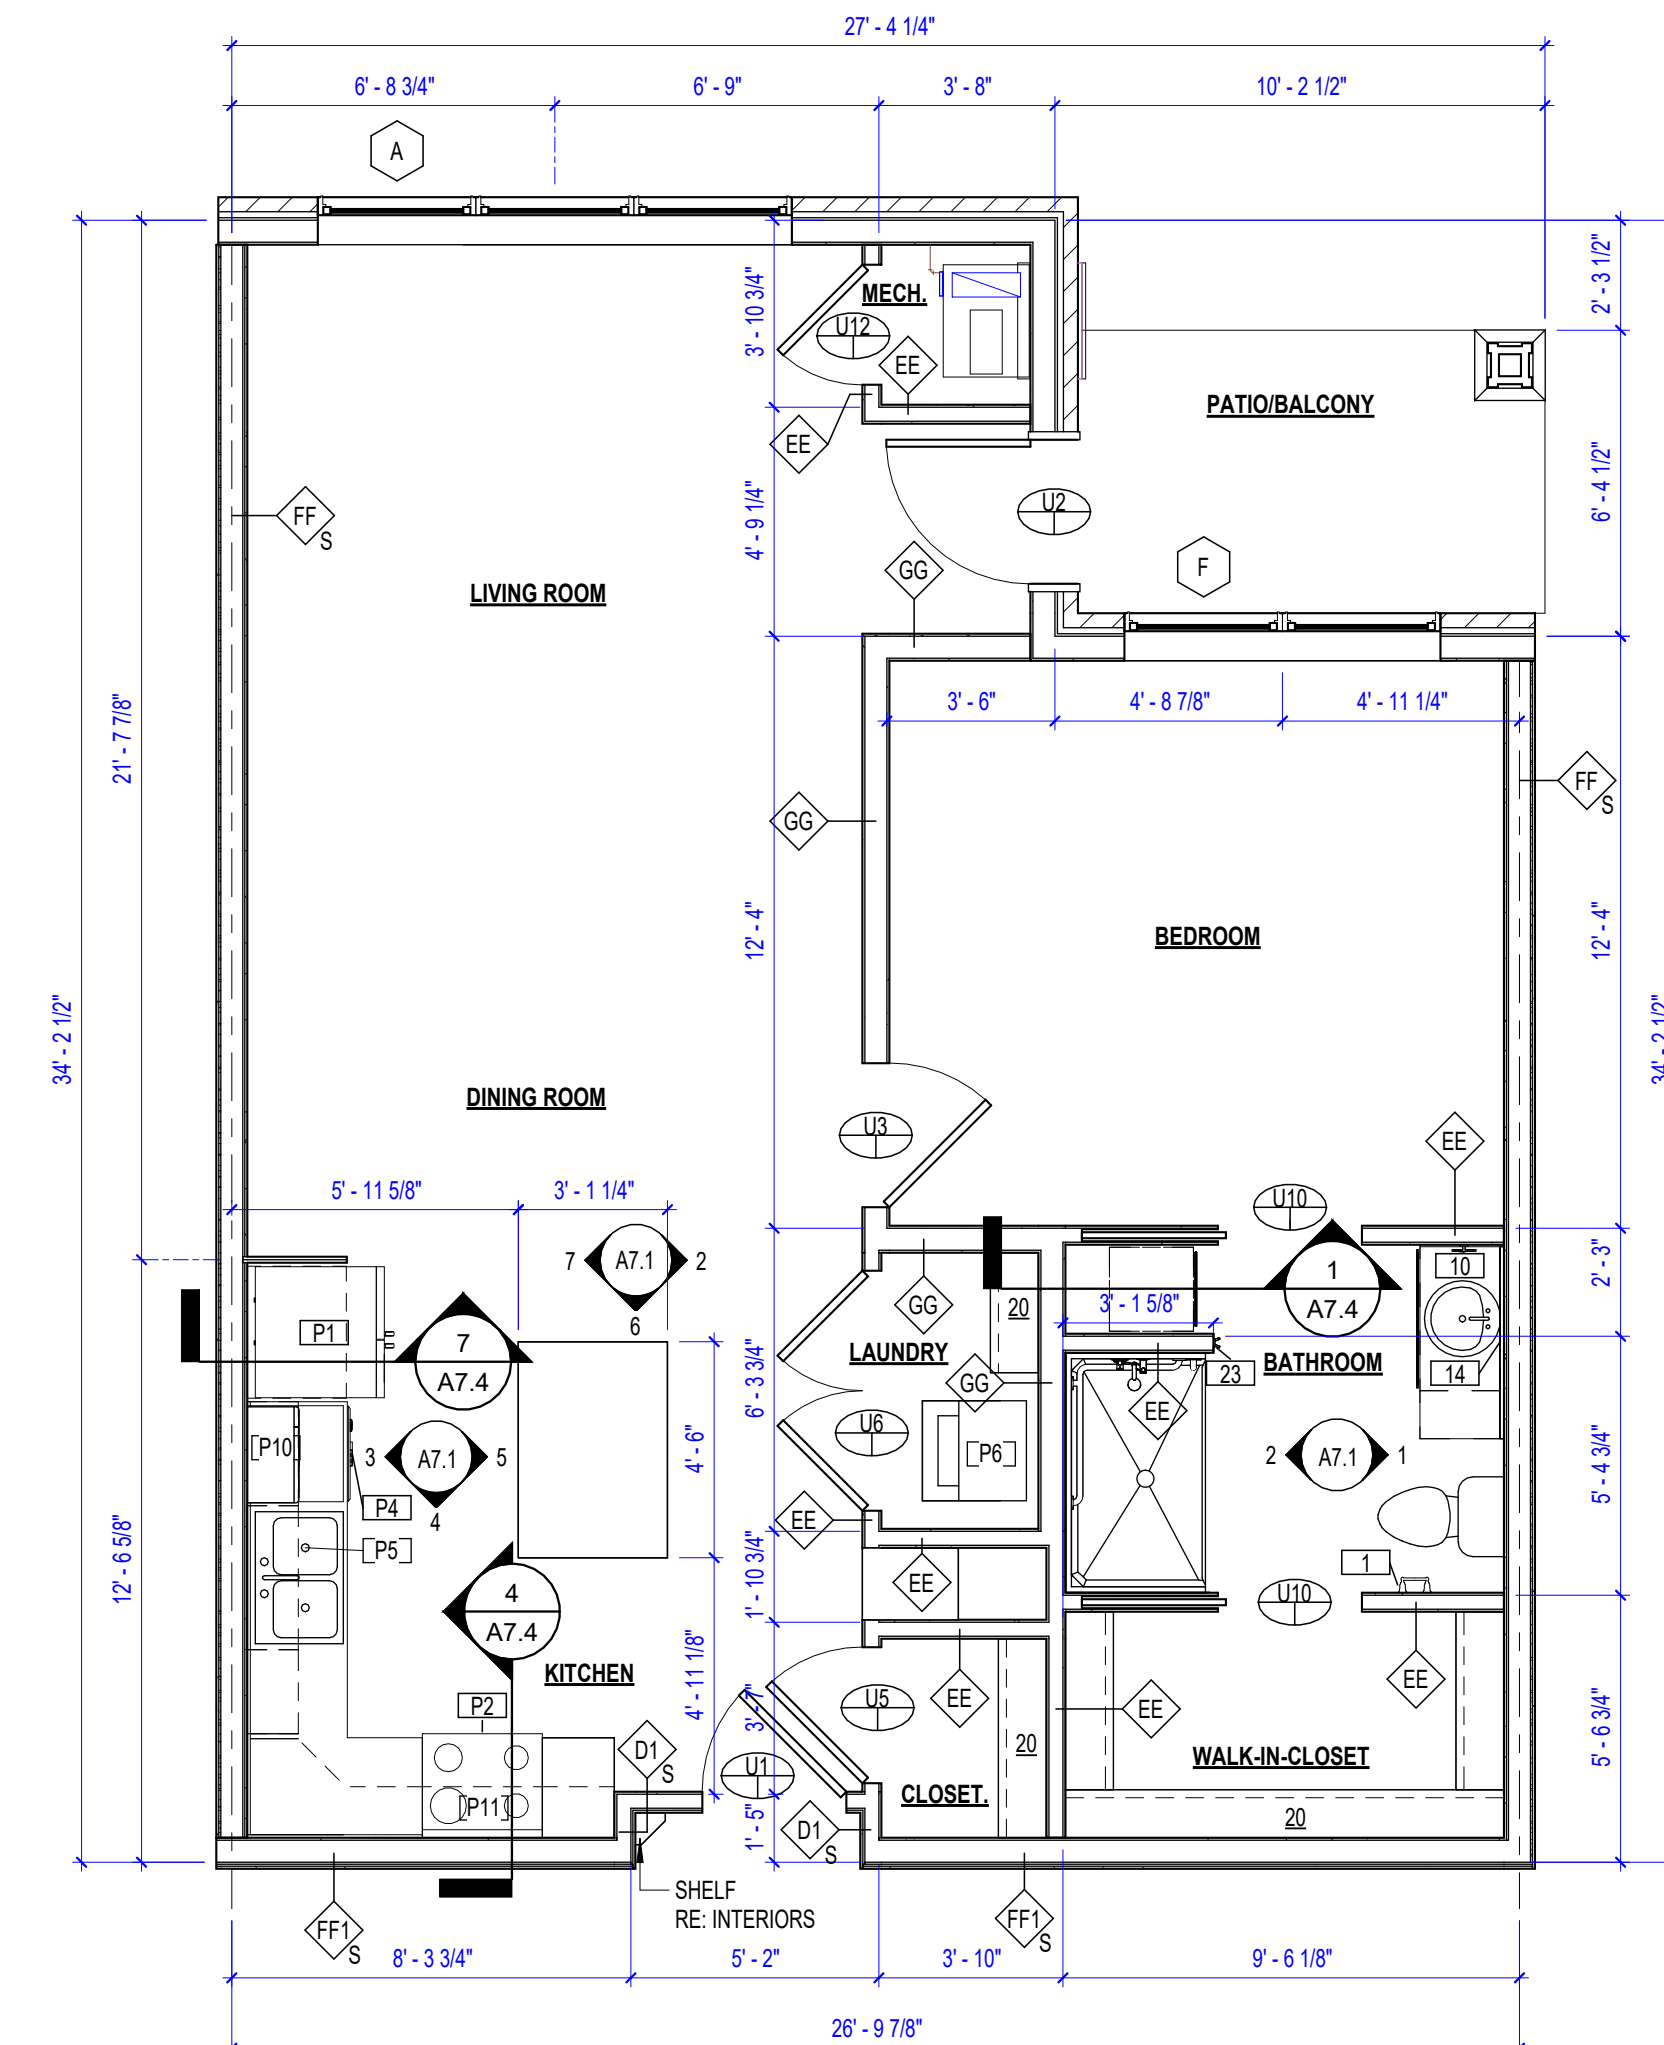 27' - 4 1/4"
6' - 8 3/4"
6' - 9"
3' - 8"
10' - 2 1/2"
A
MECH.
U12
EE
EE
3' - 10 3/4"
2' - 3 1/2"
PATIO/BALCONY
FF
S
4' - 9 1/4"
U2
6' - 4 1/2"
GG
F
LIVING ROOM
21' - 7 7/8"
3' - 6"
4' - 8 7/8"
4' - 11 1/4"
FF
S
GG
12' - 4"
BEDROOM
12' - 4"
34' - 2 1/2"
34' - 2 1/2"
DINING ROOM
U3
EE
5' - 11 5/8"
3' - 1 1/4"
U10
7
A7.1
2
6
1
A7.4
10
2' - 3"
GG
20
3' - 1 5/8"
P1
7
A7.4
LAUNDRY
GG
23
BATHROOM
14
6' - 3 3/4"
EE
P10
3
A7.1
5
4
4' - 6"
U6
P6
2
A7.1
1
5' - 4 3/4"
P4
P5
EE
12' - 6 5/8"
1' - 10 3/4"
EE
1
U10
4
A7.4
KITCHEN
4' - 11 1/8"
3' - 7"
U5
EE
EE
EE
P2
D1
S
U1
20
WALK-IN-CLOSET
5' - 6 3/4"
CLOSET.
P11
1' - 5"
D1
S
20
SHELF
RE: INTERIORS
FF1
S
FF1
S
8' - 3 3/4"
5' - 2"
3' - 10"
9' - 6 1/8"
26' - 9 7/8"